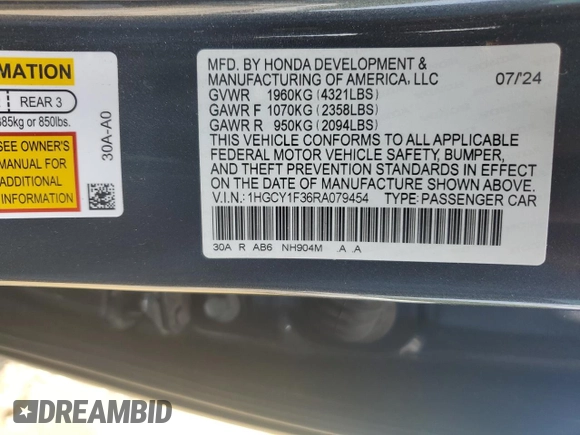 MATION
REAR 3
385kg or 850lbs.
SEE OWNER'S
MANUAL FOR
ADDITIONAL
INFORMATION
30A-A0
MFD. BY HONDA DEVELOPMENT &
MANUFACTURING OF AMERICA, LLC 07/24
GVWR 1960KG (4321LBS)
GAWR F 1070KG (2358LBS)
GAWR R 950KG (2094LBS)
THIS VEHICLE CONFORMS TO ALL APPLICABLE
FEDERAL MOTOR VEHICLE SAFETY, BUMPER,
AND THEFT PREVENTION STANDARDS IN EFFECT
ON THE DATE OF MANUFACTURE SHOWN ABOVE.
V.I.N.: 1HGCY1F36RA079454 TYPE: PASSENGER CAR
30A R AB6 NH904M .A .A
DREAMBID